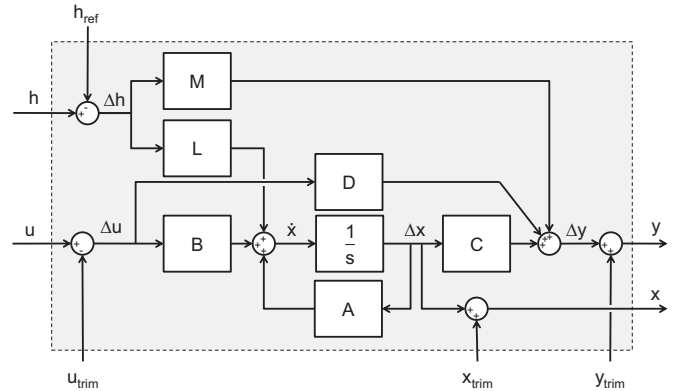 h_ref
M
h
Δh
L
D
u
Δu
B
ẋ
1
s
Δx
C
Δy
y
A
x
u_trim
x_trim
y_trim